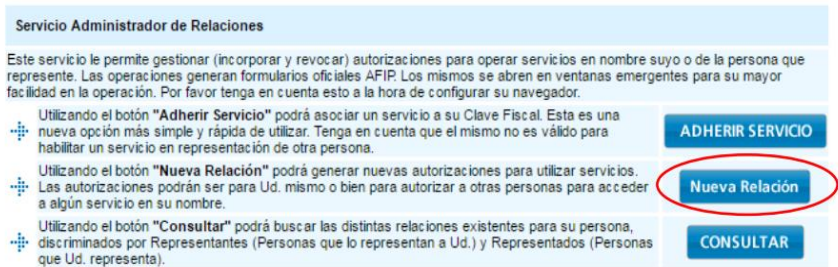 Servicio Administrador de Relaciones
Este servicio le permite gestionar (incorporar y revocar) autorizaciones para operar servicios en nombre suyo o de la persona que
represente. Las operaciones generan formularios oficiales AFIP. Los mismos se abren en ventanas emergentes para su mayor
facilidad en la operación. Por favor tenga en cuenta esto a la hora de configurar su navegador.
Utilizando el botón "Adherir Servicio" podrá asociar un servicio a su Clave Fiscal. Esta es una
nueva opción más simple y rápida de utilizar. Tenga en cuenta que el mismo no es válido para
habilitar un servicio en representación de otra persona.
ADHERIR SERVICIO
Utilizando el botón "Nueva Relación" podrá generar nuevas autorizaciones para utilizar servicios.
Las autorizaciones podrán ser para Ud. mismo o bien para autorizar a otras personas para acceder
a algún servicio en su nombre.
Nueva Relación
Utilizando el botón "Consultar" podrá buscar las distintas relaciones existentes para su persona,
discriminados por Representantes (Personas que lo representan a Ud.) y Representados (Personas
que Ud. representa).
CONSULTAR